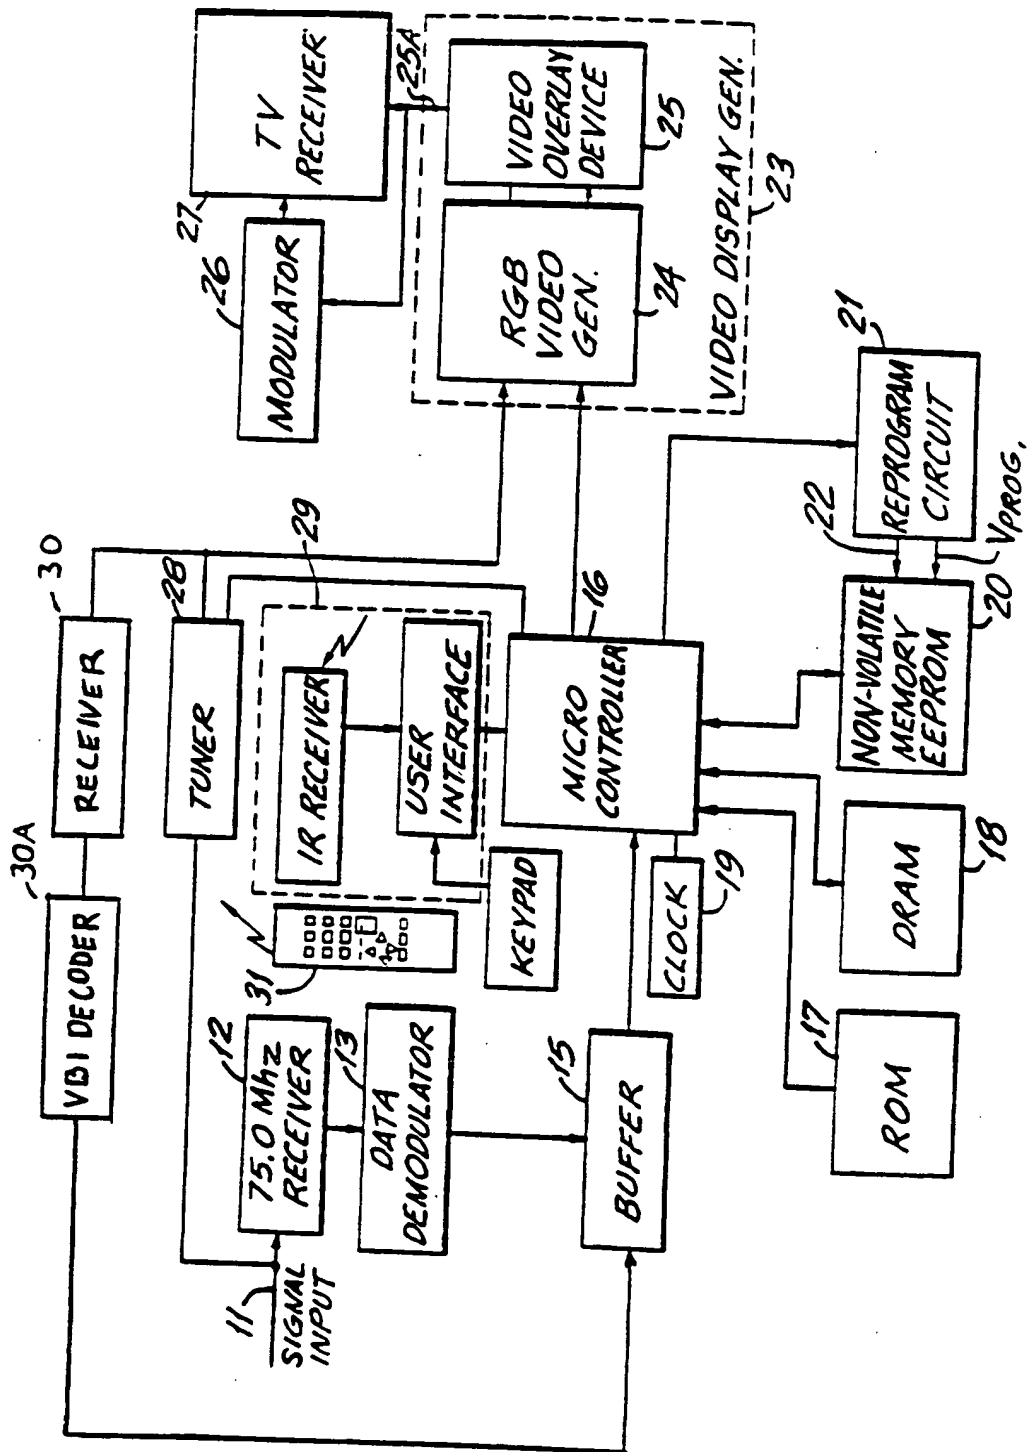 30A
VBI DECODER
30
RECEIVER
28
TUNER
27
TV
RECEIVER
26
MODULATOR
25A
11
SIGNAL
INPUT
12
75.0 Mhz
RECEIVER
13
DATA
DEMODULATOR
31
29
IR RECEIVER
USER
INTERFACE
KEYPAD
RGB
VIDEO
GEN.
24
VIDEO
OVERLAY
DEVICE
25
VIDEO DISPLAY GEN.
23
15
BUFFER
16
MICRO
CONTROLLER
CLOCK
19
17
ROM
DRAM
18
NON-VOLATILE
MEMORY
EEPROM
20
22
21
REPROGRAM
CIRCUIT
VPROG.